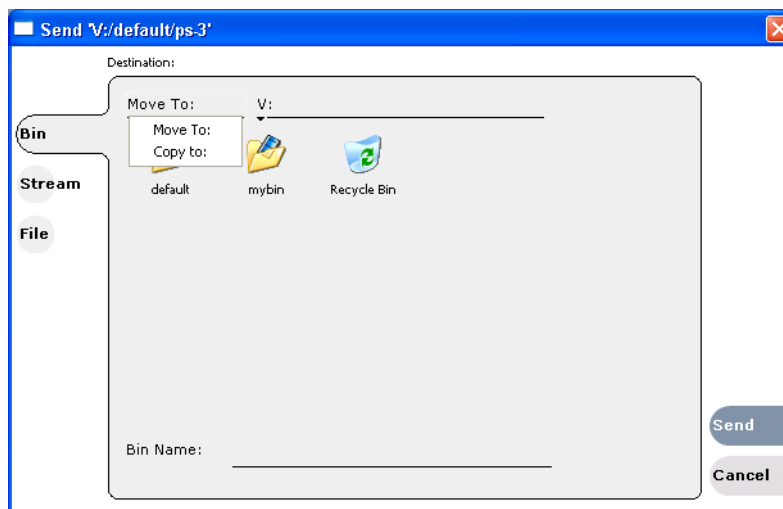 Send 'V:/default/ps-3'
Destination:
Move To: V:
Move To:
Copy to:
Bin
Stream
File
default mybin Recycle Bin
Bin Name:
Send
Cancel